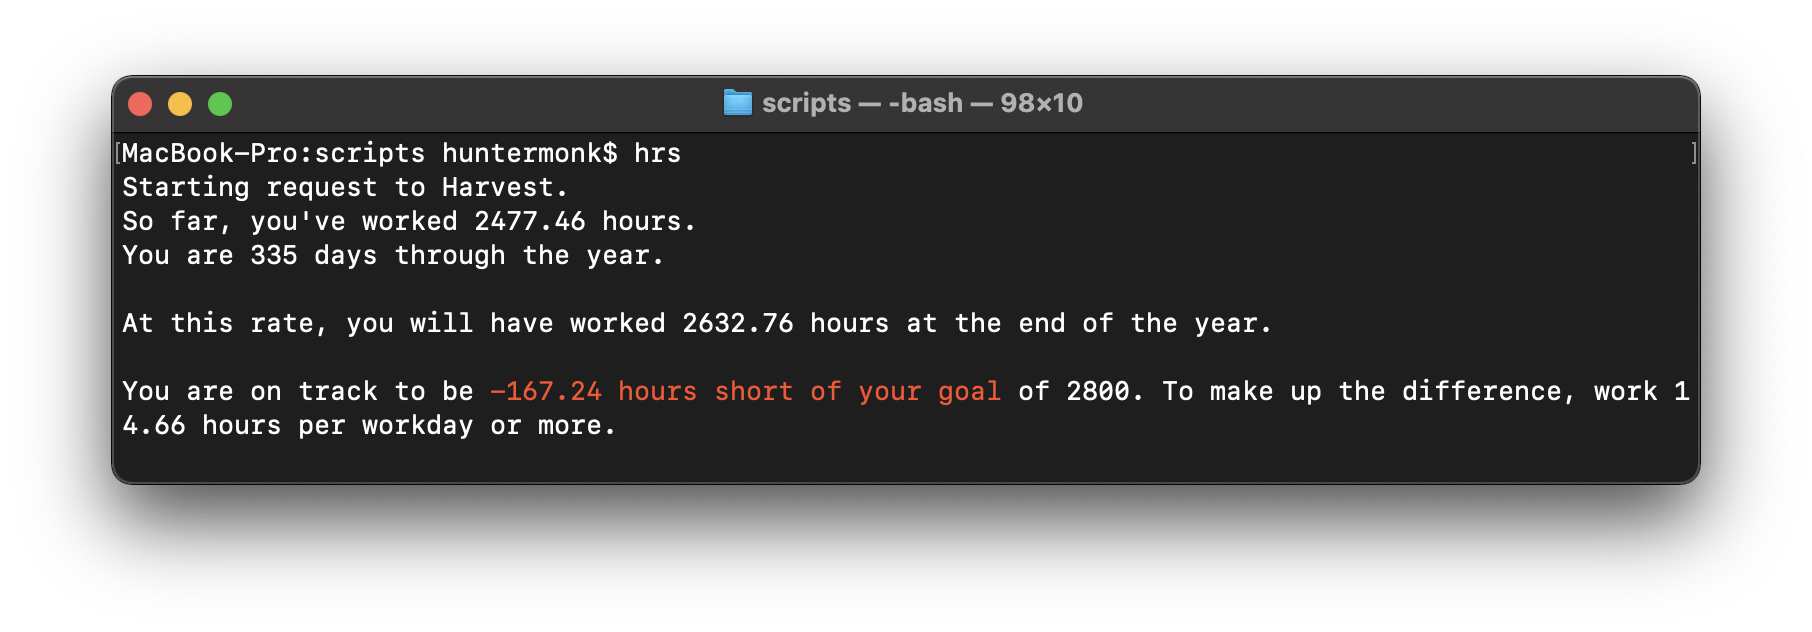 scripts — -bash — 98×10
[MacBook-Pro:scripts huntermonk$ hrs ]
Starting request to Harvest.
So far, you've worked 2477.46 hours.
You are 335 days through the year.
At this rate, you will have worked 2632.76 hours at the end of the year.
You are on track to be -167.24 hours short of your goal of 2800. To make up the difference, work 1
4.66 hours per workday or more.